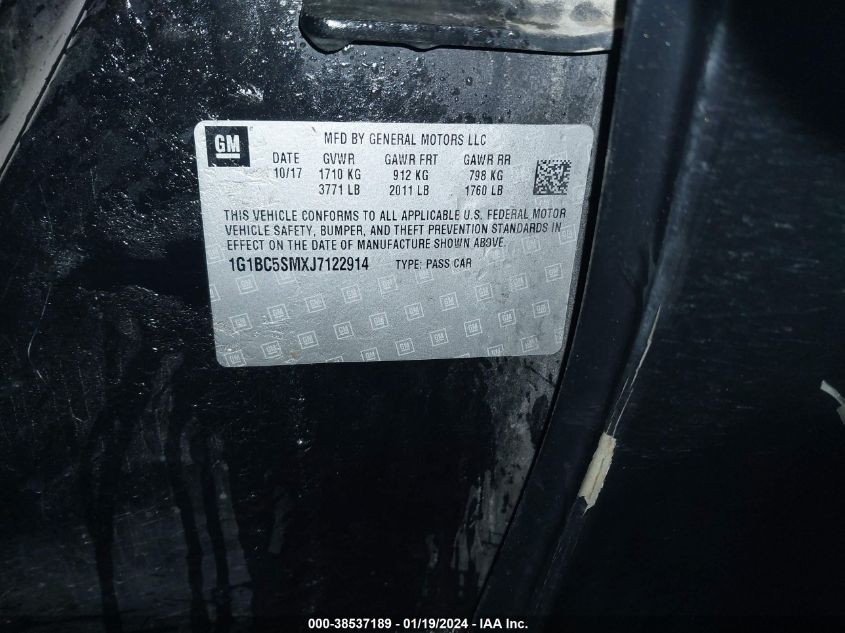 GM
MFD BY GENERAL MOTORS LLC
DATE GVWR GAWR FRT GAWR RR
10/17 1710 KG 912 KG 798 KG
3771 LB 2011 LB 1760 LB
THIS VEHICLE CONFORMS TO ALL APPLICABLE U.S. FEDERAL MOTOR
VEHICLE SAFETY, BUMPER, AND THEFT PREVENTION STANDARDS IN
EFFECT ON THE DATE OF MANUFACTURE SHOWN ABOVE.
1G1BC5SMXJ7122914 TYPE: PASS CAR
000-38537189 - 01/19/2024 - IAA Inc.